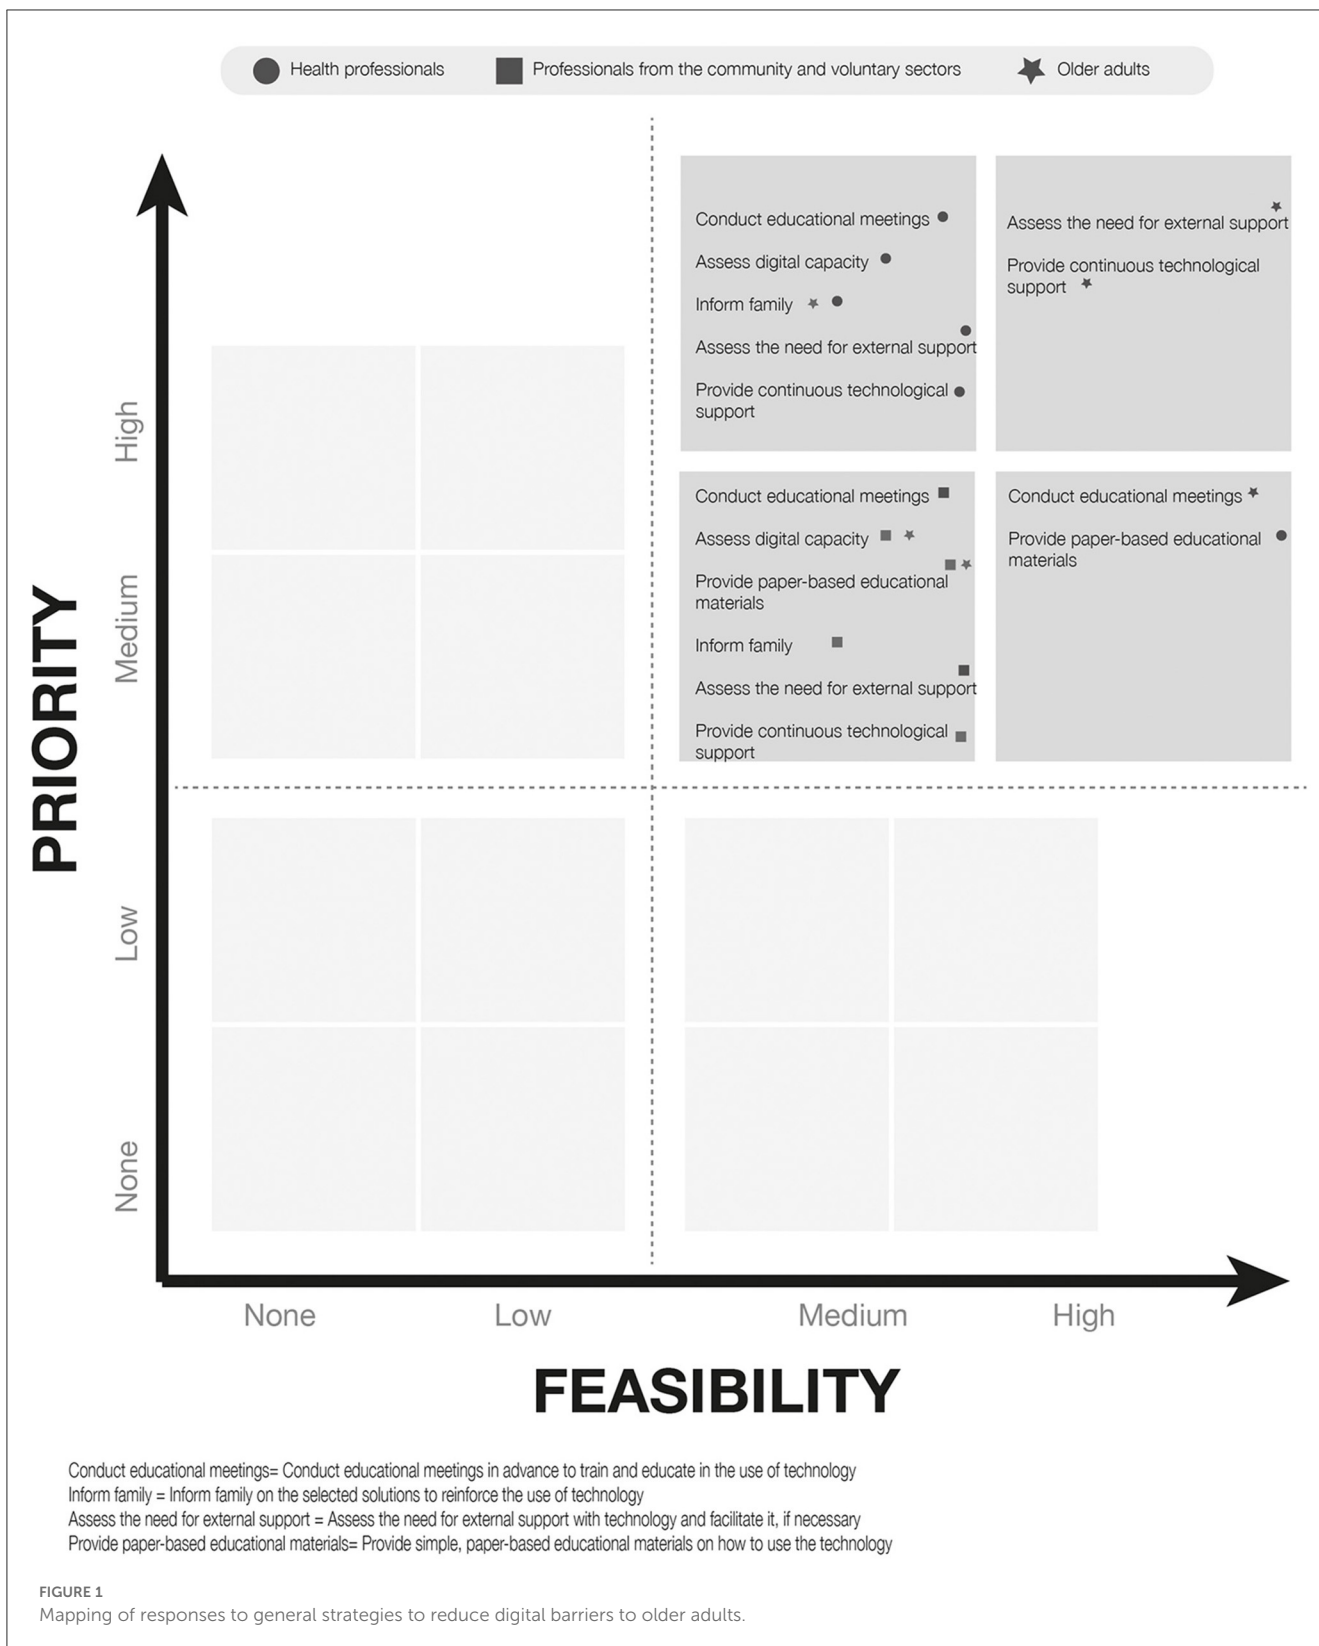 Health professionals
Professionals from the community and voluntary sectors
Older adults
Conduct educational meetings
Assess digital capacity
Inform family
Assess the need for external support
Provide continuous technological
support
Assess the need for external support
Provide continuous technological
support
Conduct educational meetings
Assess digital capacity
Provide paper-based educational
materials
Inform family
Assess the need for external support
Provide continuous technological
support
Conduct educational meetings
Provide paper-based educational
materials
PRIORITY
High
Medium
Low
None
None
Low
Medium
High
FEASIBILITY
Conduct educational meetings= Conduct educational meetings in advance to train and educate in the use of technology
Inform family = Inform family on the selected solutions to reinforce the use of technology
Assess the need for external support = Assess the need for external support with technology and facilitate it, if necessary
Provide paper-based educational materials= Provide simple, paper-based educational materials on how to use the technology
FIGURE 1
Mapping of responses to general strategies to reduce digital barriers to older adults.